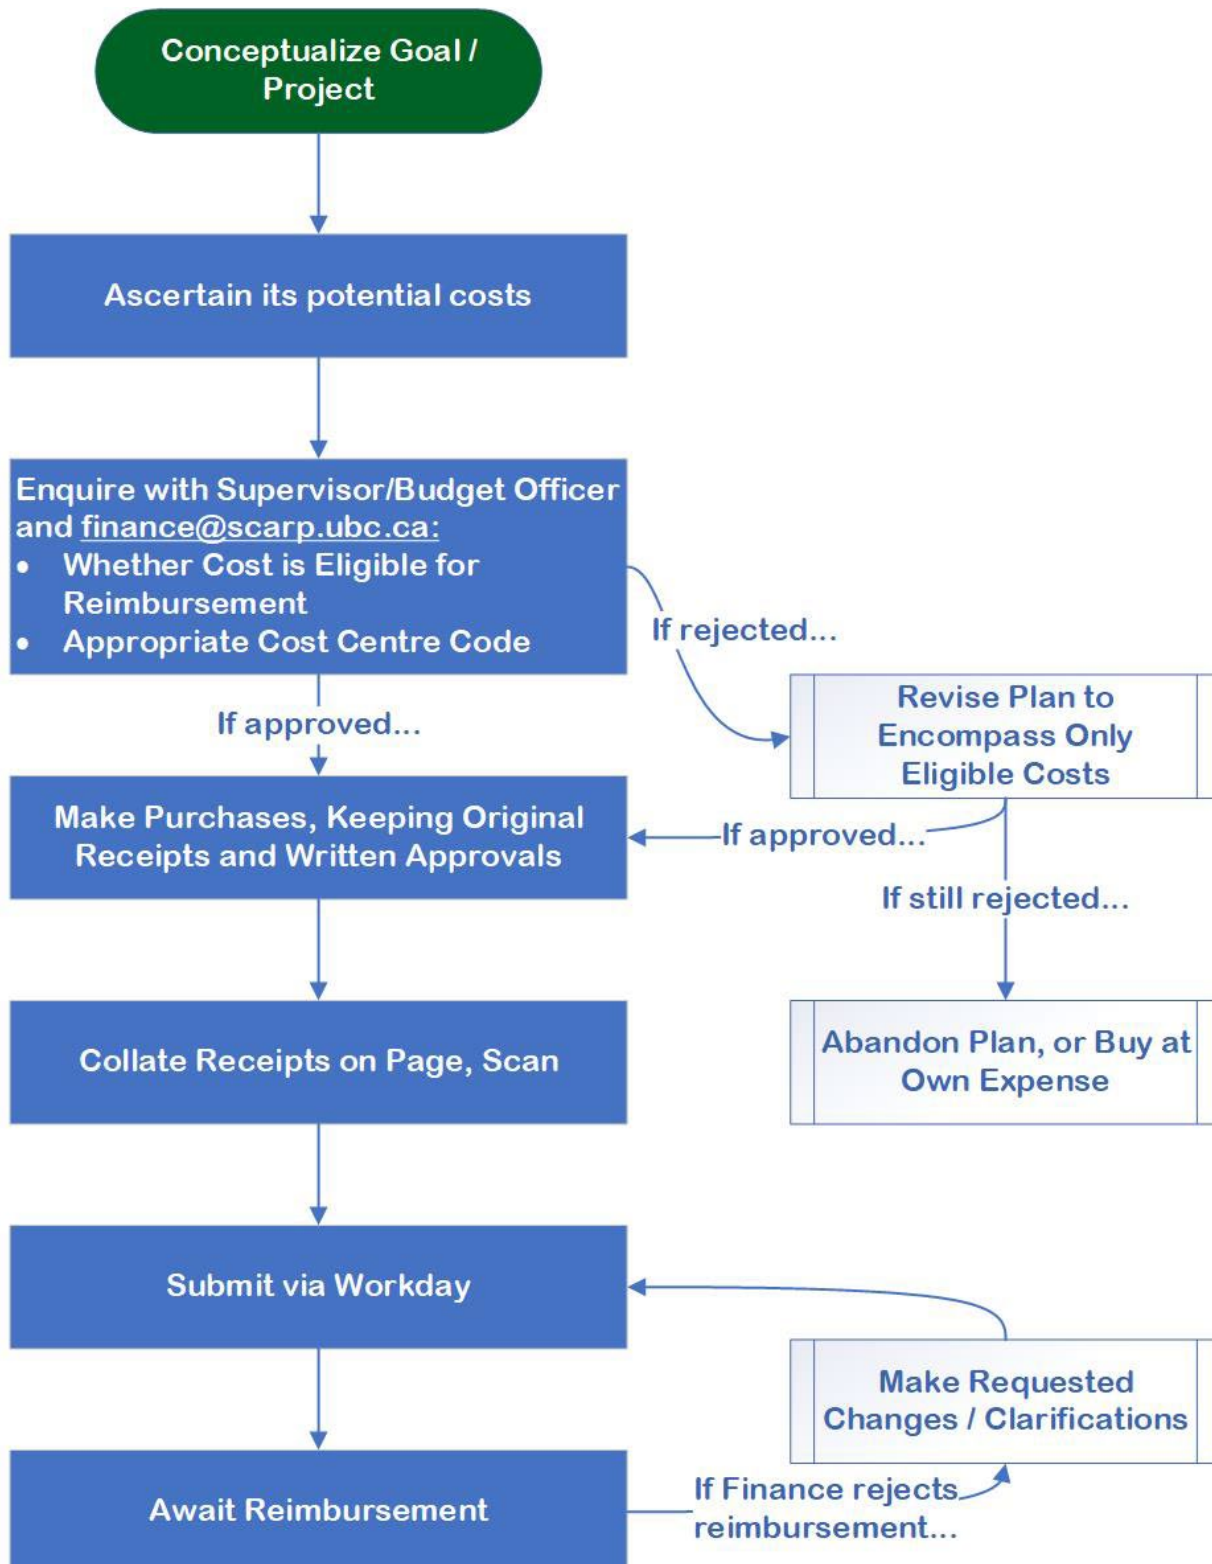 Conceptualize Goal /
Project
Ascertain its potential costs
Enquire with Supervisor/Budget Officer
and finance@scarp.ubc.ca:
• Whether Cost is Eligible for
Reimbursement
• Appropriate Cost Centre Code
If rejected...
Revise Plan to
Encompass Only
Eligible Costs
If approved...
Make Purchases, Keeping Original
Receipts and Written Approvals
If approved...
If still rejected...
Collate Receipts on Page, Scan
Abandon Plan, or Buy at
Own Expense
Submit via Workday
Make Requested
Changes / Clarifications
Await Reimbursement
If Finance rejects
reimbursement...